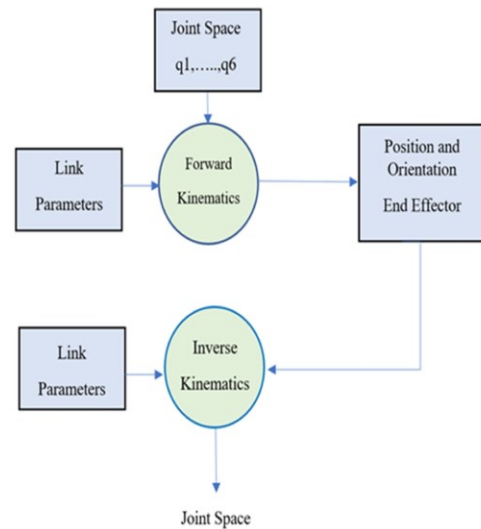 Joint Space
q1,…..,q6
Forward
Kinematics
Link
Parameters
Position and
Orientation
End Effector
Link
Parameters
Inverse
Kinematics
Joint Space